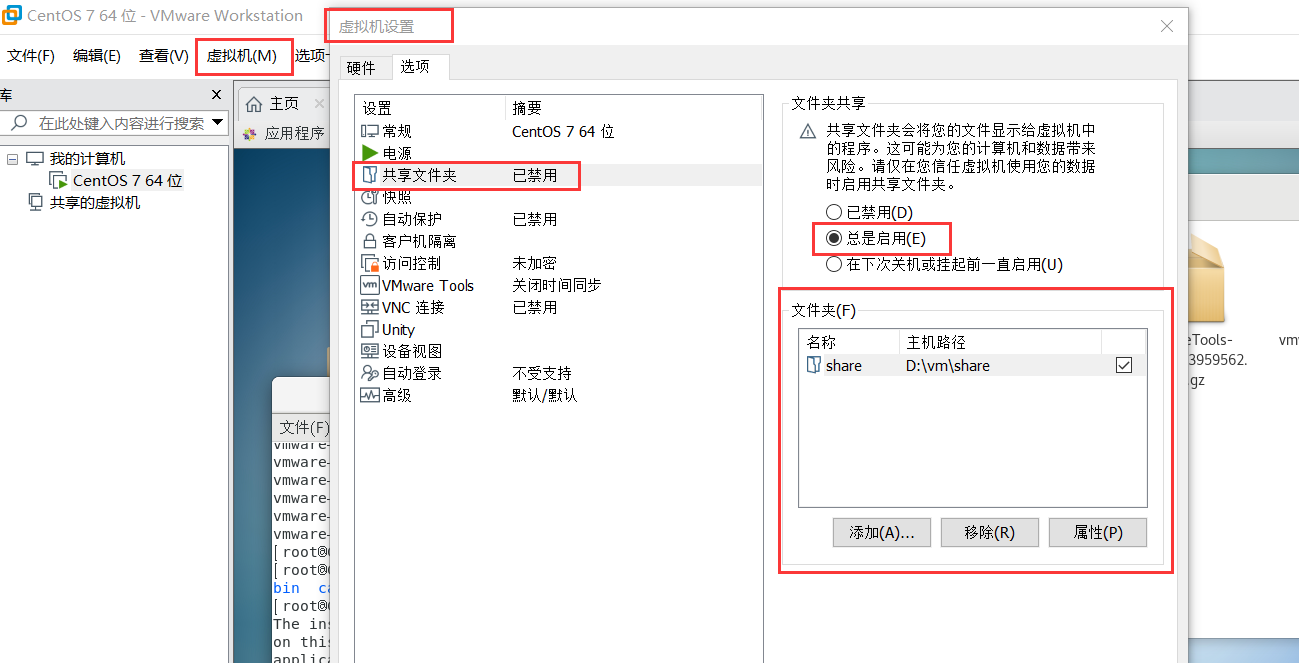 CentOS 7 64 位 - VMware Workstation
虚拟机设置
文件(F) 编辑(E) 查看(V) 虚拟机(M) 选项
硬件 选项
库
主页
在此处键入内容进行搜索
应用程序
我的计算机
CentOS 7 64 位
共享的虚拟机
设置 摘要
常规 CentOS 7 64 位
电源
共享文件夹 已禁用
快照
自动保护 已禁用
客户机隔离
访问控制 未加密
VMware Tools 关闭时间同步
VNC 连接 已禁用
Unity
设备视图
自动登录 不受支持
高级 默认/默认
文件夹共享
共享文件夹会将您的文件显示给虚拟机中
的程序。这可能为您的计算机和数据带来
风险。请仅在您信任虚拟机使用您的数据
时启用共享文件夹。
已禁用(D)
总是启用(E)
在下次关机或挂起前一直启用(U)
文件夹(F)
名称 主机路径
share D:\vm\share
添加(A)... 移除(R) 属性(P)
eTools-
3959562.
.gz
vm
文件(F)
vmware-
vmware-
vmware-
vmware-
vmware-
vmware-
[root@
[root@
bin ca
[root@
The ins
on this
applica